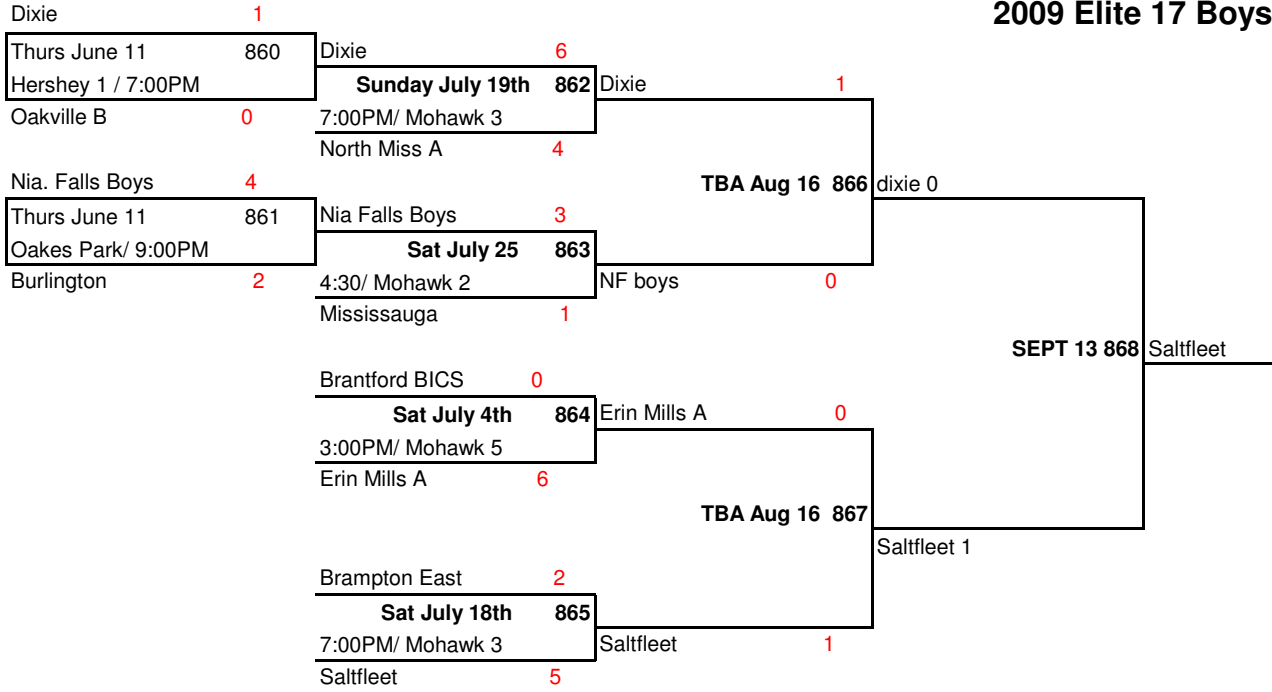 Dixie 1 2009 Elite 17 Boys
Thurs June 11 860 Dixie 6
Hershey 1 / 7:00PM Sunday July 19th 862 Dixie 1
Oakville B 0 7:00PM/ Mohawk 3
North Miss A 4
Nia. Falls Boys 4 TBA Aug 16 866 dixie 0
Thurs June 11 861 Nia Falls Boys 3
Oakes Park/ 9:00PM Sat July 25 863
Burlington 2 4:30/ Mohawk 2 NF boys 0
Mississauga 1
SEPT 13 868 Saltfleet
Brantford BICS 0
Sat July 4th 864 Erin Mills A 0
3:00PM/ Mohawk 5
Erin Mills A 6
TBA Aug 16 867
Saltfleet 1
Brampton East 2
Sat July 18th 865
7:00PM/ Mohawk 3 Saltfleet 1
Saltfleet 5